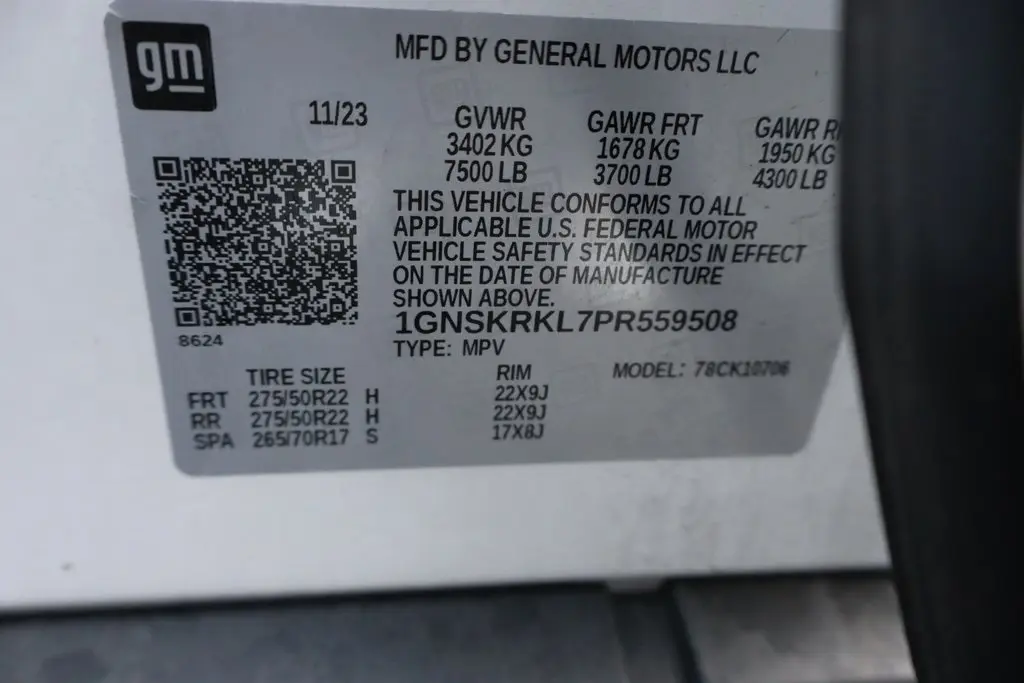 gm
MFD BY GENERAL MOTORS LLC
11/23
GVWR GAWR FRT GAWR
3402 KG 1678 KG 1950 KG
7500 LB 3700 LB 4300 LB
THIS VEHICLE CONFORMS TO ALL
APPLICABLE U.S. FEDERAL MOTOR
VEHICLE SAFETY STANDARDS IN EFFECT
ON THE DATE OF MANUFACTURE
SHOWN ABOVE.
1GNSKRKL7PR559508
8624
TYPE: MPV
TIRE SIZE RIM MODEL: 78CK10706
FRT 275/50R22 H 22X9J
RR 275/50R22 H 22X9J
SPA 265/70R17 S 17X8J